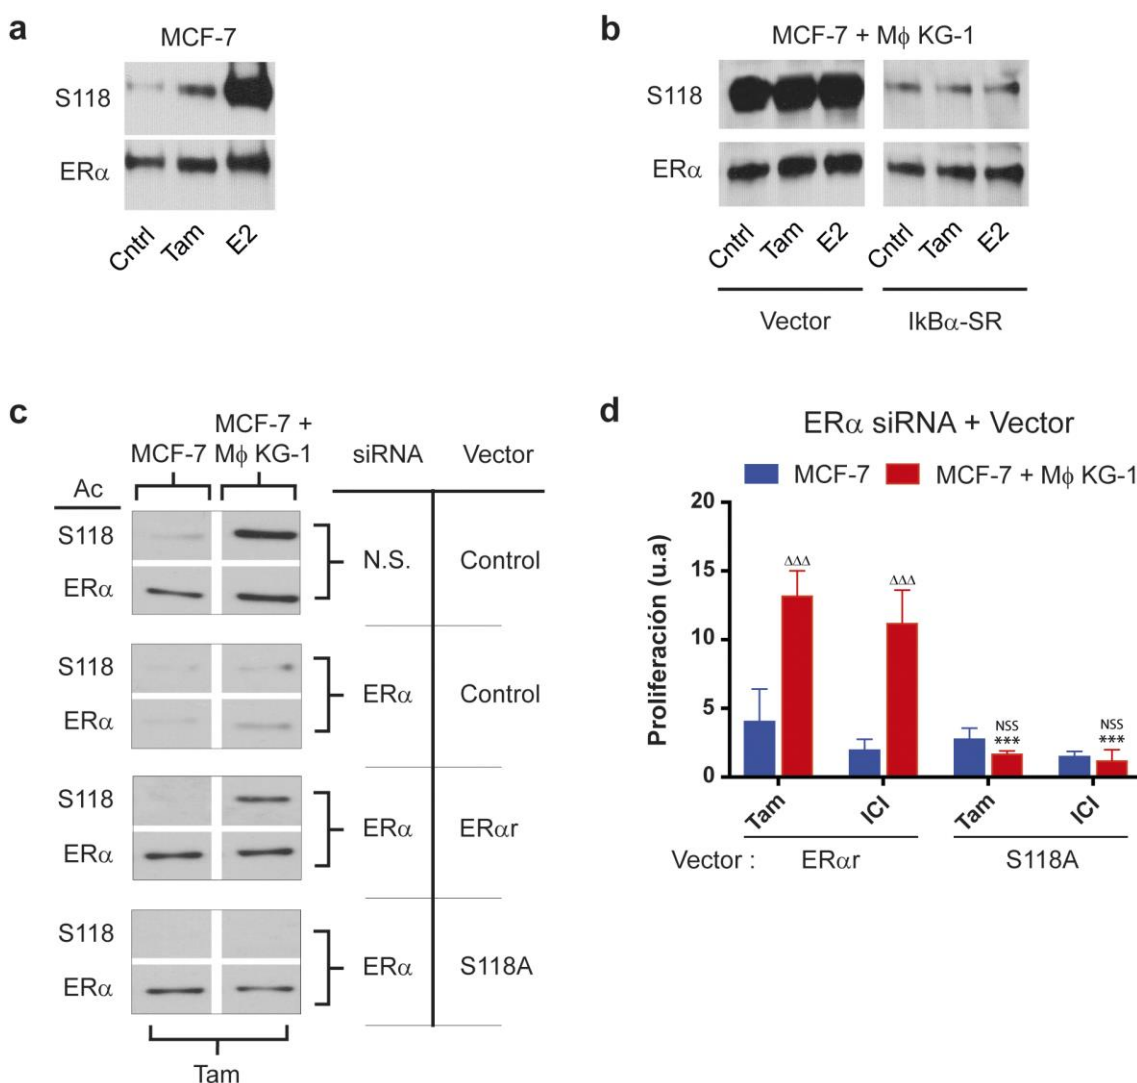 a
MCF-7
S118
ERα
Cntrl Tam E2
b
MCF-7 + Mϕ KG-1
S118
ERα
Cntrl Tam E2 Cntrl Tam E2
Vector IkBα-SR
c
MCF-7 +
MCF-7 Mϕ KG-1 siRNA Vector
Ac
S118
ERα
N.S. Control
S118
ERα
ERα Control
S118
ERα
ERα ERαr
S118
ERα
ERα S118A
Tam
d
ERα siRNA + Vector
MCF-7 MCF-7 + Mϕ KG-1
Proliferación (u.a)
20
15
10
5
0
ΔΔΔ ΔΔΔ
NSS NSS
*** ***
Tam ICI Tam ICI
Vector : ERαr S118A